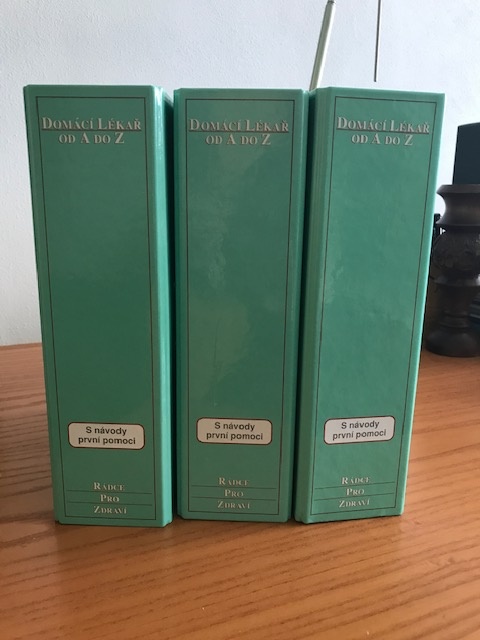 Domácí Lékař
od A do Z
S návody
první pomoci
Rádce
Pro
Zdraví
Domácí Lékař
od A do Z
S návody
první pomoci
Rádce
Pro
Zdraví
Domácí Lékař
od A do Z
S návody
první pomoci
Rádce
Pro
Zdraví